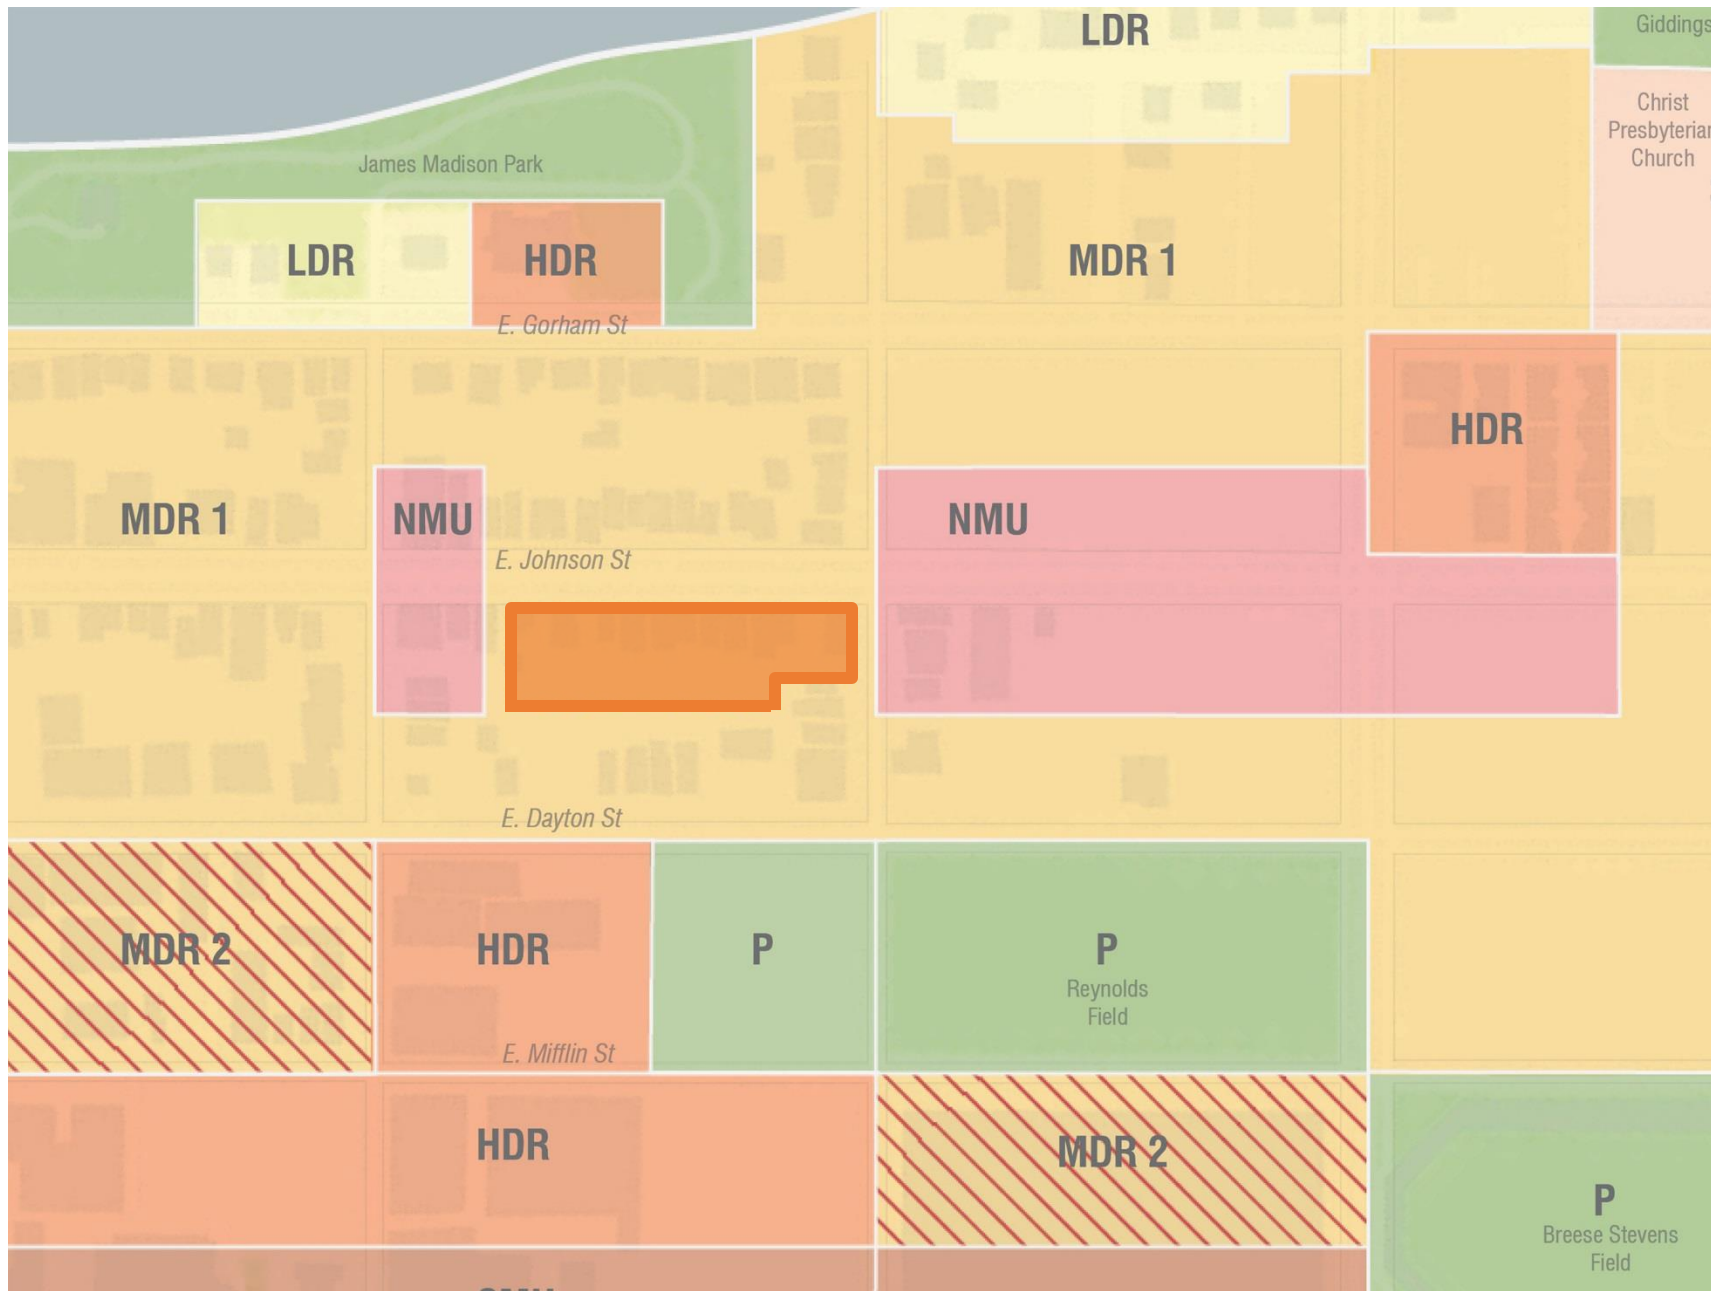 LDR
Giddings
Christ
Presbyterian
Church
James Madison Park
LDR
HDR
MDR 1
E. Gorham St
HDR
MDR 1
NMU
NMU
E. Johnson St
E. Dayton St
MDR 2
HDR
P
P
Reynolds
Field
E. Mifflin St
HDR
MDR 2
P
Breese Stevens
Field